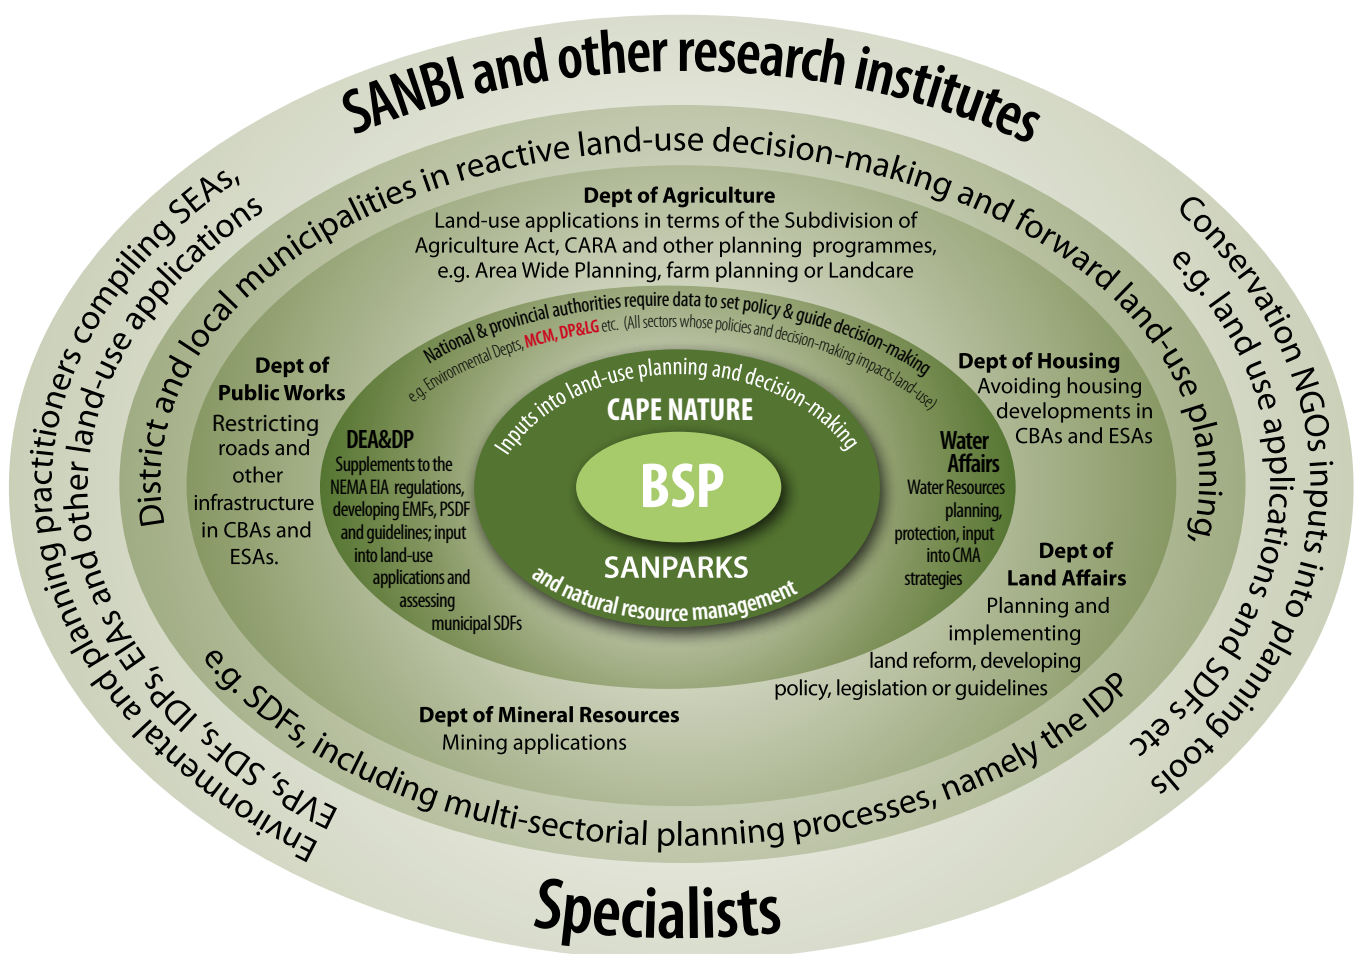 SANBI and other research institutes
Environmental and planning practitioners compiling SEAs,
EVPs, SDFs, IDPs, EIAs and other land-use applications
Conservation NGOs inputs into planning tools
e.g. land use applications and SDFs etc
District and local municipalities in reactive land-use decision-making and forward land-use planning,
e.g. SDFs, including multi-sectorial planning processes, namely the IDP
Dept of Agriculture
Land-use applications in terms of the Subdivision of
Agriculture Act, CARA and other planning programmes,
e.g. Area Wide Planning, farm planning or Landcare
Dept of
Public Works
Restricting
roads and
other
infrastructure
in CBAs and
ESAs.
Dept of Housing
Avoiding housing
developments in
CBAs and ESAs
Dept of
Land Affairs
Planning and
implementing
land reform, developing
policy, legislation or guidelines
Dept of Mineral Resources
Mining applications
National & provincial authorities require data to set policy & guide decision-making
e.g. Environmental Depts, MCM, DP&LG etc. (All sectors whose policies and decision-making impacts land-use)
DEA&DP
Supplements to the
NEMA EIA regulations,
developing EMFs, PSDF
and guidelines; input
into land-use
applications and
assessing
municipal SDFs
Water
Affairs
Water Resources
planning,
protection, input
into CMA
strategies
Inputs into land-use planning and decision-making
CAPE NATURE
BSP
SANPARKS
and natural resource management
Specialists